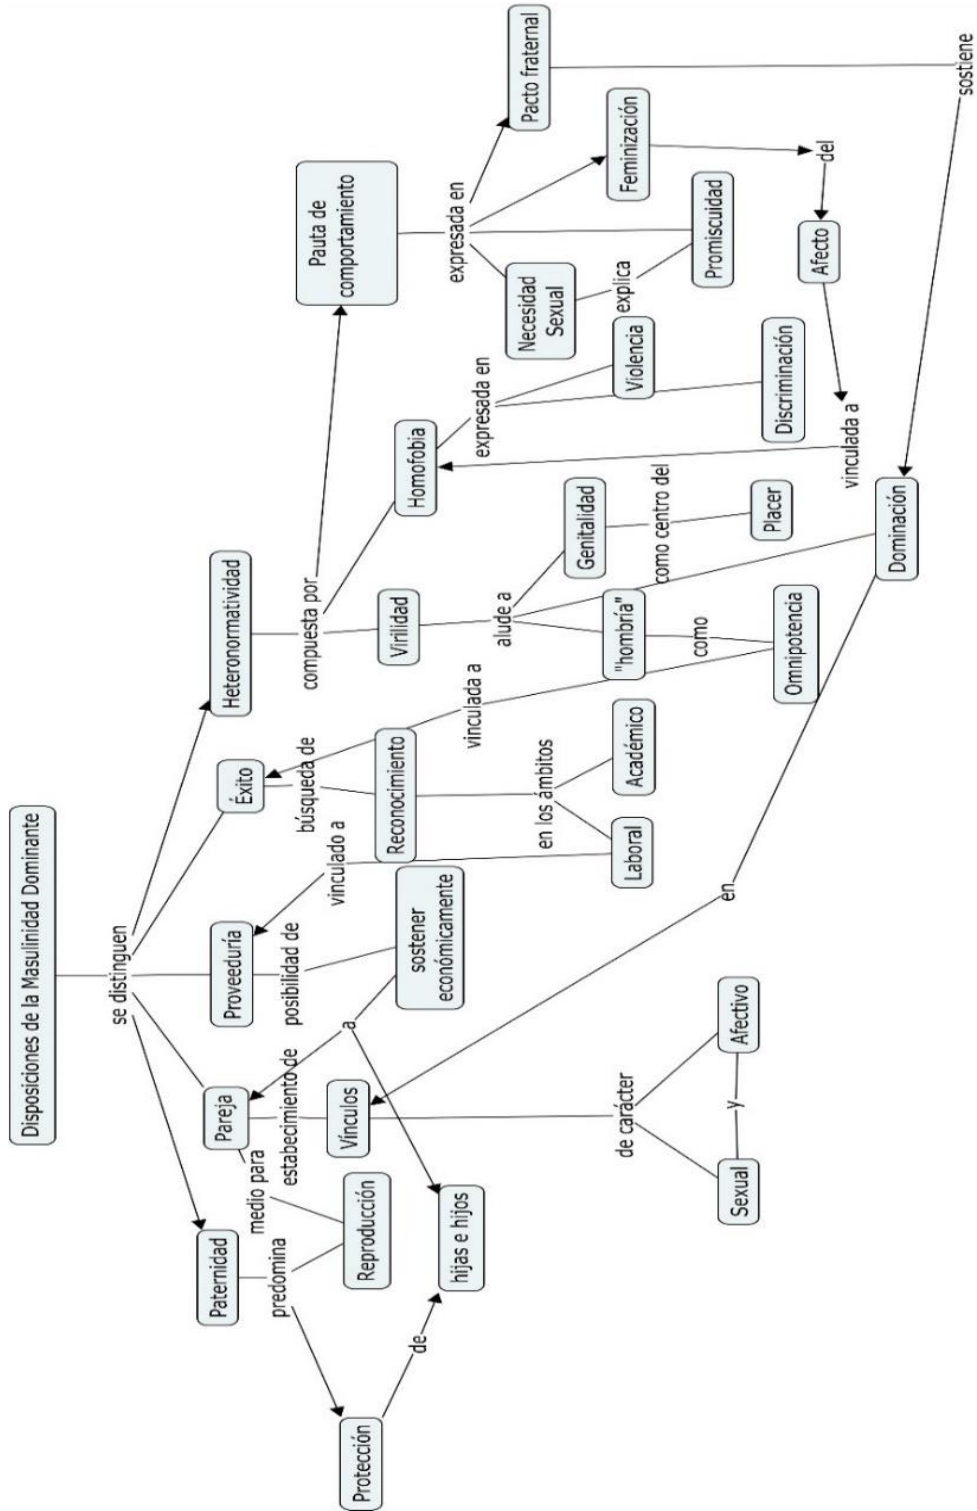 Disposiciones de la Masulinidad Dominante
se distinguen
Paternidad
Pareja
Proveeduría
Éxito
Heteronormatividad
predomina
medio para
estabecimiento de
posibilidad de
vinculado a
búsqueda de
compuesta por
Pauta de
comportamiento
Protección
Reproducción
Vínculos
a
sostener
económicamente
Reconocimiento
vinculada a
Virilidad
Homofobia
expresada en
de
hijas e hijos
en los ámbitos
alude a
expresada en
Necesidad
Sexual
Pacto fraternal
de carácter
Laboral
Académico
"hombría"
Genitalidad
Violencia
explica
Feminización
Sexual
y
Afectivo
en
como
como centro del
Promiscuidad
Omnipotencia
Placer
Discriminación
Afecto
del
vinculada a
Dominación
sostiene